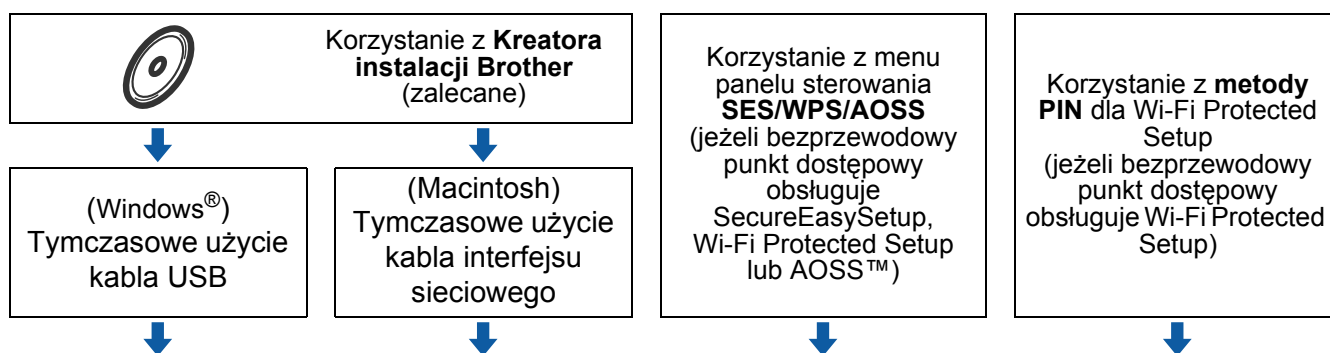 Korzystanie z Kreatora
instalacji Brother
(zalecane)
(Windows®)
Tymczasowe użycie
kabla USB
(Macintosh)
Tymczasowe użycie
kabla interfejsu
sieciowego
Korzystanie z menu
panelu sterowania
SES/WPS/AOSS
(jeżeli bezprzewodowy
punkt dostępowy
obsługuje
SecureEasySetup,
Wi-Fi Protected Setup
lub AOSS™)
Korzystanie z metody
PIN dla Wi-Fi Protected
Setup
(jeżeli bezprzewodowy
punkt dostępowy
obsługuje Wi-Fi Protected
Setup)